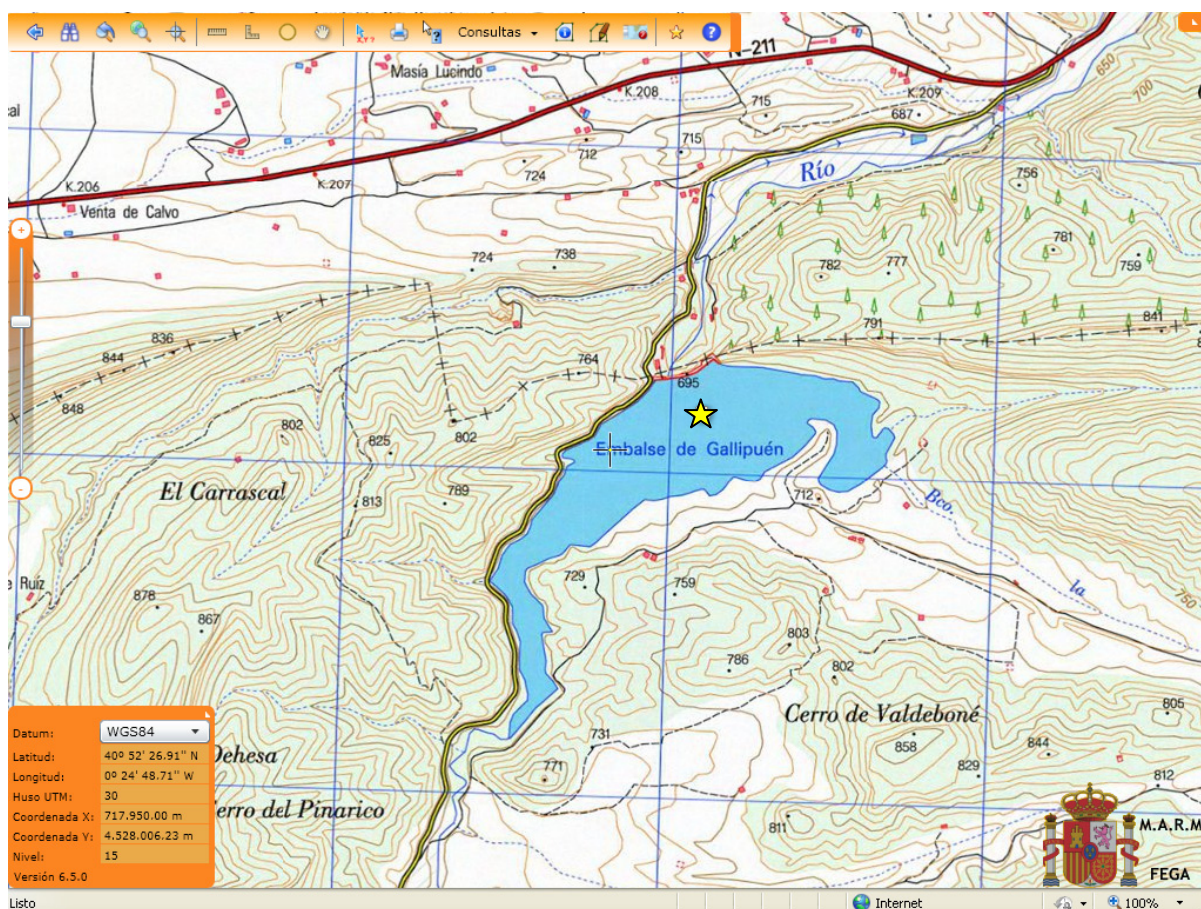 Consultas
N-211
Masía Lucindo
K.208
K.209
650
700
715
687
al
715
712
724
Río
756
K.206
K.207
Venta de Calvo
781
724
738
782
777
759
836
791
841
844
764
695
848
802
825
802
Embalse de Gallipuén
El Carrascal
789
813
712
Bco.
Ruiz
729
759
la
878
750
867
803
786
802
Cerro de Valdeboné
805
731
858
844
Dehesa
771
829
812
Cerro del Pinarico
811
Datum: WGS84
Latitud: 40º 52' 26.91'' N
Longitud: 0º 24' 48.71'' W
Huso UTM: 30
Coordenada X: 717.950.00 m
Coordenada Y: 4.528.006.23 m
Nivel: 15
Versión 6.5.0
M.A.R.M
FEGA
Listo
Internet
100%